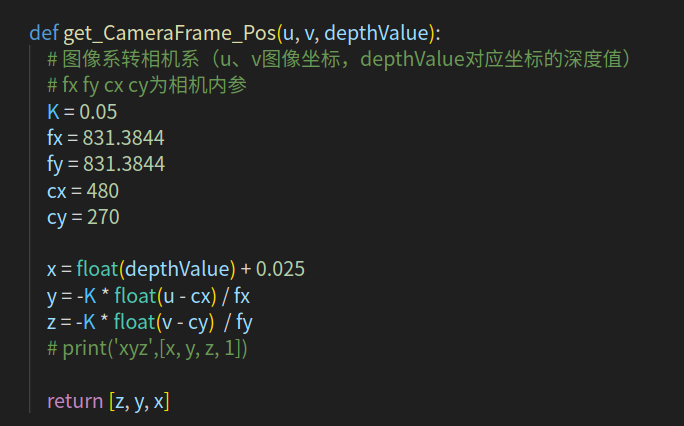 def get_CameraFrame_Pos(u, v, depthValue):
# 图像系转相机系（u、v图像坐标，depthValue对应坐标的深度值）
# fx fy cx cy为相机内参
K = 0.05
fx = 831.3844
fy = 831.3844
cx = 480
cy = 270
x = float(depthValue) + 0.025
y = -K * float(u - cx) / fx
z = -K * float(v - cy)  / fy
# print('xyz',[x, y, z, 1])
return [z, y, x]